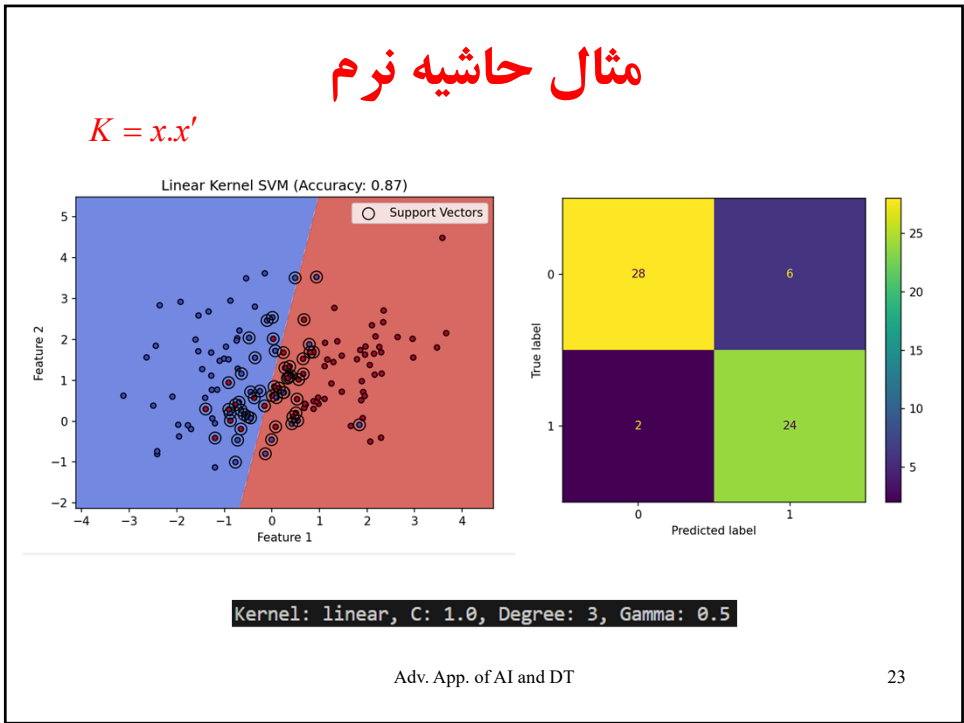 مثال حاشیه نرم
K = x.x′
Linear Kernel SVM (Accuracy: 0.87)
Support Vectors
5
4
3
2
1
0
−1
−2
Feature 2
−4 −3 −2 −1 0 1 2 3 4
Feature 1
28 6
2 24
0
1
True label
0 1
Predicted label
25
20
15
10
5
Kernel: linear, C: 1.0, Degree: 3, Gamma: 0.5
Adv. App. of AI and DT 23